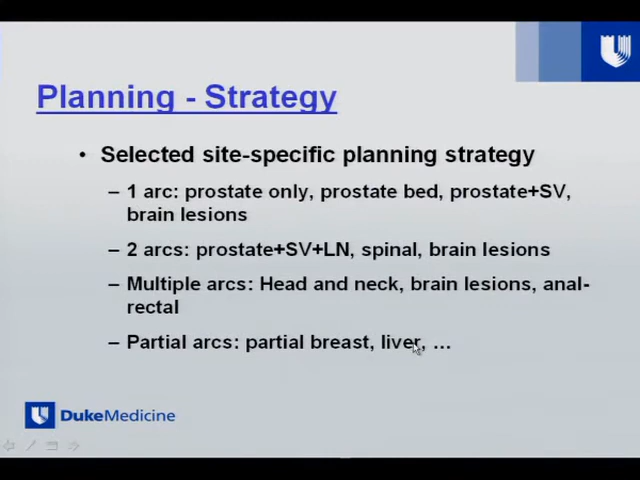 Planning - Strategy
• Selected site-specific planning strategy
– 1 arc: prostate only, prostate bed, prostate+SV,
brain lesions
– 2 arcs: prostate+SV+LN, spinal, brain lesions
– Multiple arcs: Head and neck, brain lesions, anal-
rectal
– Partial arcs: partial breast, liver, ...
DukeMedicine